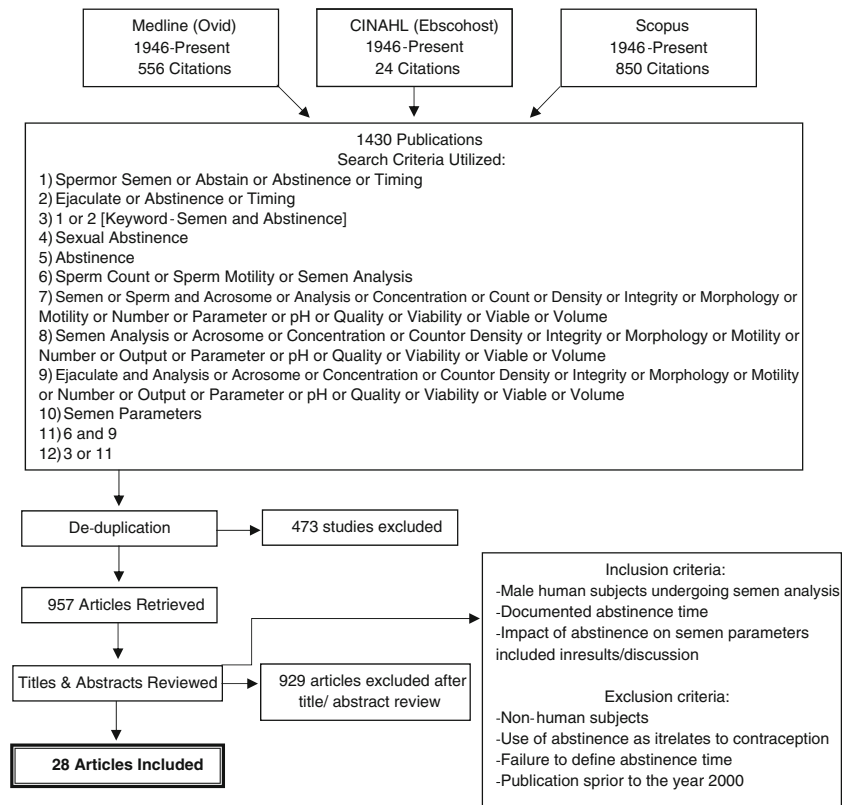 Medline (Ovid)
1946-Present
556 Citations
CINAHL (Ebscohost)
1946-Present
24 Citations
Scopus
1946-Present
850 Citations
1430 Publications
Search Criteria Utilized:
1) Spermor Semen or Abstain or Abstinence or Timing
2) Ejaculate or Abstinence or Timing
3) 1 or 2 [Keyword-Semen and Abstinence]
4) Sexual Abstinence
5) Abstinence
6) Sperm Count or Sperm Motility or Semen Analysis
7) Semen or Sperm and Acrosome or Analysis or Concentration or Count or Density or Integrity or Morphology or
Motility or Number or Parameter or pH or Quality or Viability or Viable or Volume
8) Semen Analysis or Acrosome or Concentration or Countor Density or Integrity or Morphology or Motility or
Number or Output or Parameter or pH or Quality or Viability or Viable or Volume
9) Ejaculate and Analysis or Acrosome or Concentration or Countor Density or Integrity or Morphology or Motility
or Number or Output or Parameter or pH or Quality or Viability or Viable or Volume
10) Semen Parameters
11) 6 and 9
12) 3 or 11
De-duplication
473 studies excluded
957 Articles Retrieved
Titles & Abstracts Reviewed
929 articles excluded after
title/ abstract review
28 Articles Included
Inclusion criteria:
-Male human subjects undergoing semen analysis
-Documented abstinence time
-Impact of abstinence on semen parameters
included inresults/discussion
Exclusion criteria:
-Non-human subjects
-Use of abstinence as itrelates to contraception
-Failure to define abstinence time
-Publication sprior to the year 2000